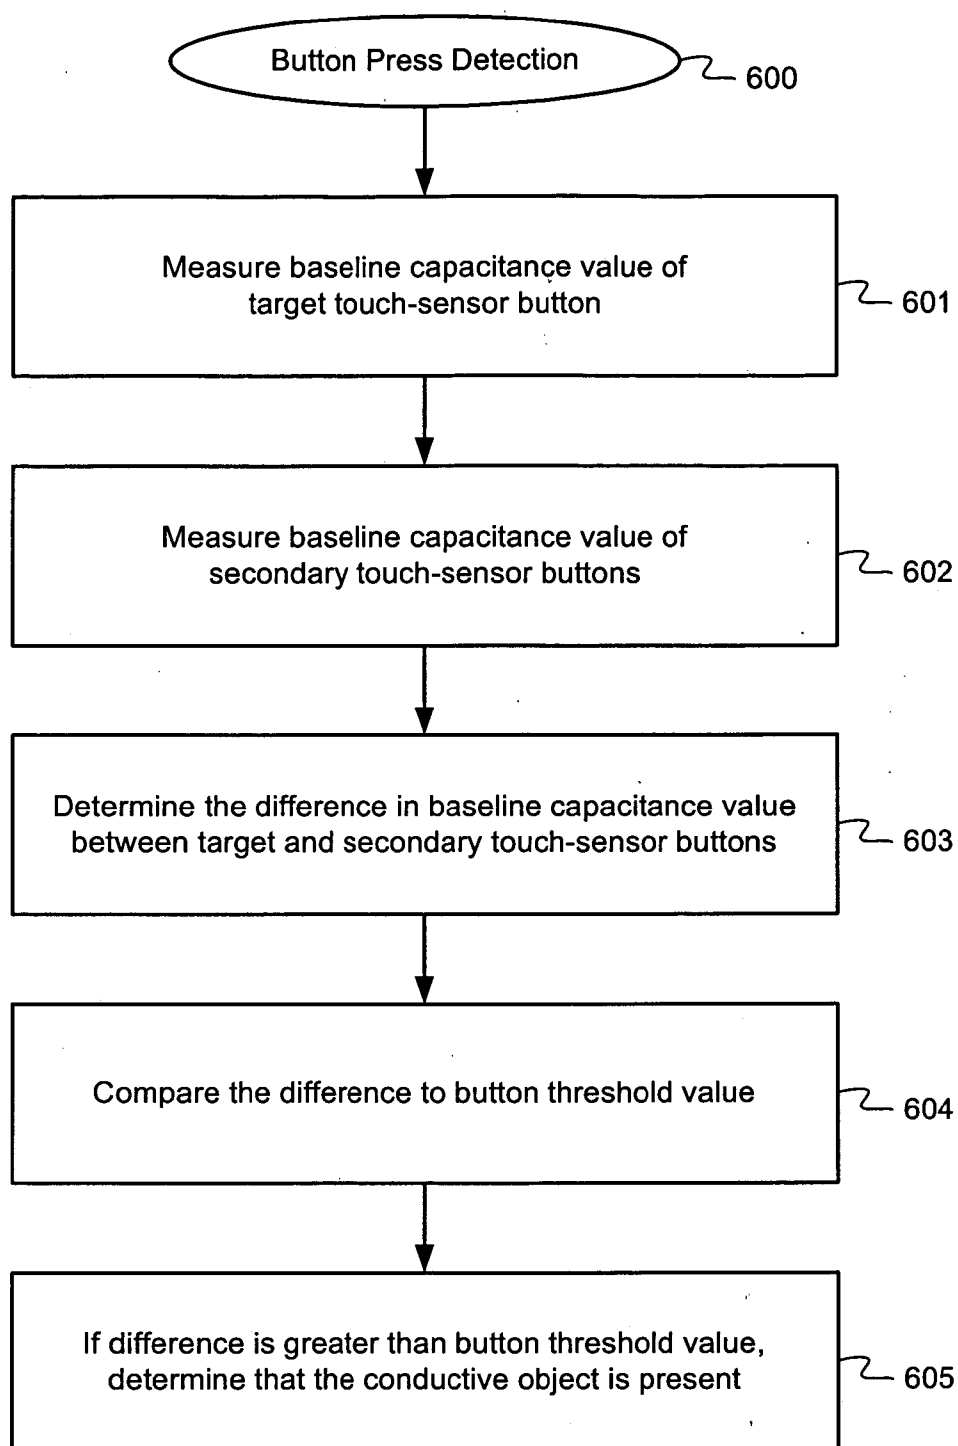 Button Press Detection
600
Measure baseline capacitance value of
target touch-sensor button
601
Measure baseline capacitance value of
secondary touch-sensor buttons
602
Determine the difference in baseline capacitance value
between target and secondary touch-sensor buttons
603
Compare the difference to button threshold value
604
If difference is greater than button threshold value,
determine that the conductive object is present
605